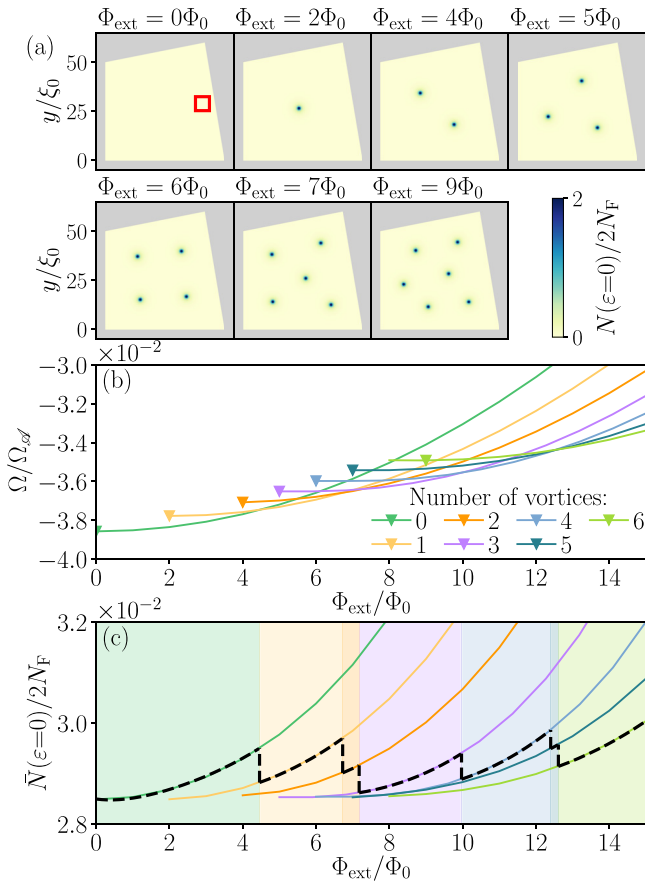 Φext = 0Φ0 Φext = 2Φ0 Φext = 4Φ0 Φext = 5Φ0
(a)
y/ξ0
50
25
0
Φext = 6Φ0 Φext = 7Φ0 Φext = 9Φ0
y/ξ0
50
25
0
2
0
N(ε=0)/2NF
×10−2
(b)
Ω/Ω𝒜
−3.0
−3.2
−3.4
−3.6
−3.8
−4.0
Number of vortices:
0 2 4 6
1 3 5
0 2 4 6 8 10 12 14
Φext/Φ0
×10−2
(c)
N̄(ε=0)/2NF
3.2
3.0
2.8
0 2 4 6 8 10 12 14
Φext/Φ0